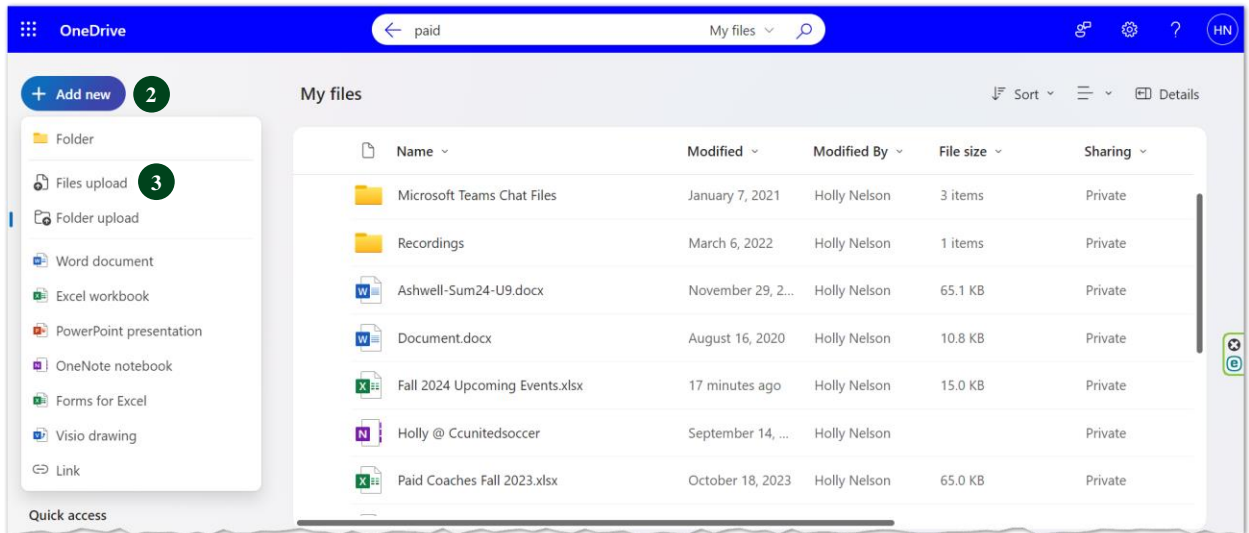 OneDrive
paid
My files
HN
Add new
2
My files
Sort
Details
Folder
Files upload
3
Folder upload
Word document
Excel workbook
PowerPoint presentation
OneNote notebook
Forms for Excel
Visio drawing
Link
Quick access
Name Modified Modified By File size Sharing
Microsoft Teams Chat Files January 7, 2021 Holly Nelson 3 items Private
Recordings March 6, 2022 Holly Nelson 1 items Private
Ashwell-Sum24-U9.docx November 29, 2... Holly Nelson 65.1 KB Private
Document.docx August 16, 2020 Holly Nelson 10.8 KB Private
Fall 2024 Upcoming Events.xlsx 17 minutes ago Holly Nelson 15.0 KB Private
Holly @ Ccunitedsoccer September 14, ... Holly Nelson Private
Paid Coaches Fall 2023.xlsx October 18, 2023 Holly Nelson 65.0 KB Private